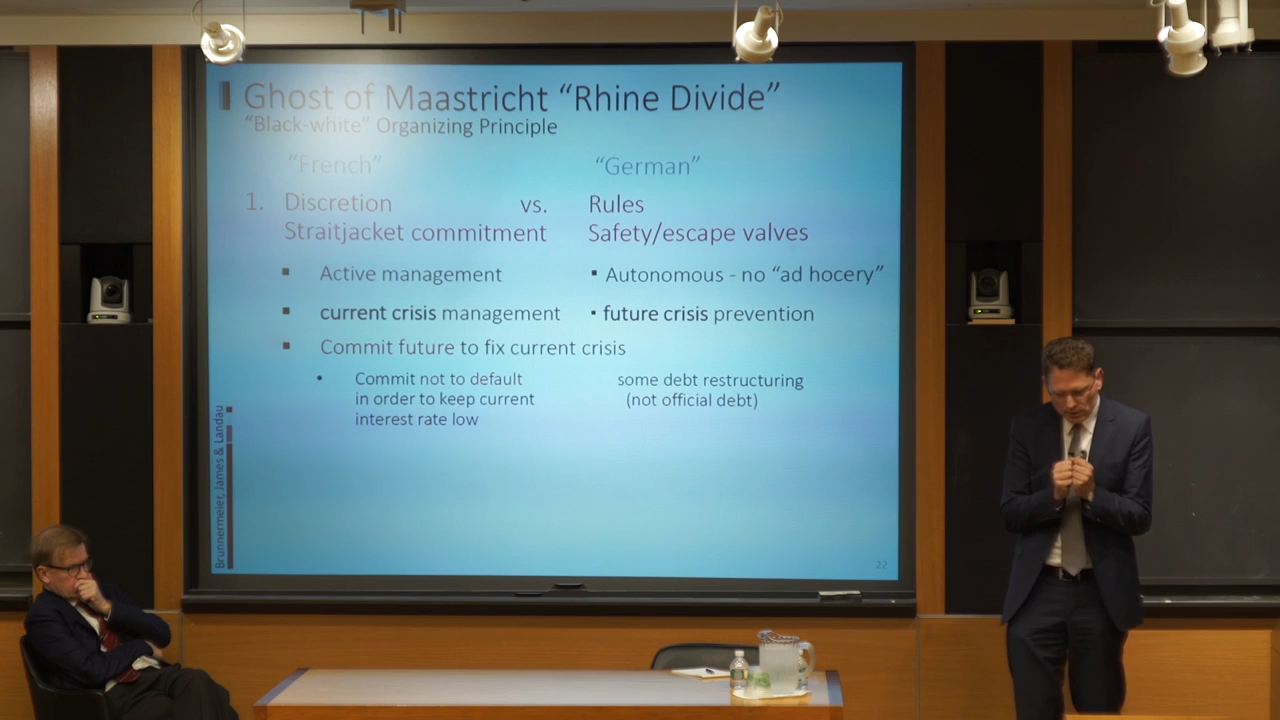 Ghost of Maastricht “Rhine Divide”
“Black-white” Organizing Principle
“French” “German”
1. Discretion vs. Rules
Straitjacket commitment Safety/escape valves
▪ Active management ▪ Autonomous - no “ad hocery”
▪ current crisis management ▪ future crisis prevention
▪ Commit future to fix current crisis
• Commit not to default some debt restructuring
in order to keep current (not official debt)
interest rate low
Brunnermeier, James & Landau
22